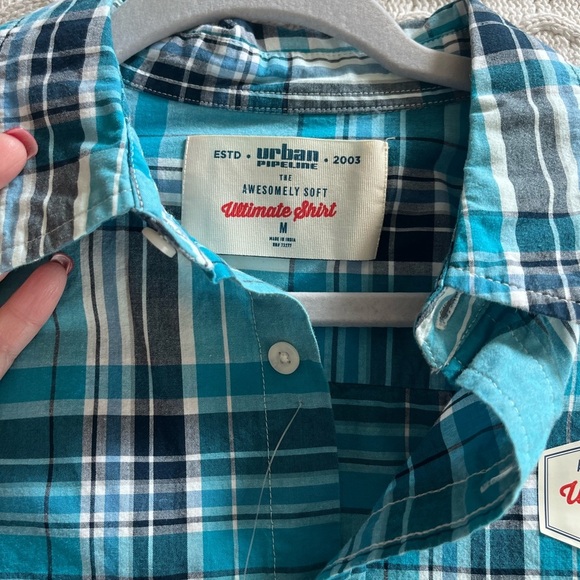 ESTD • urban • 2003
PIPELINE
THE
AWESOMELY SOFT
Ultimate Shirt
M
MADE IN INDIA